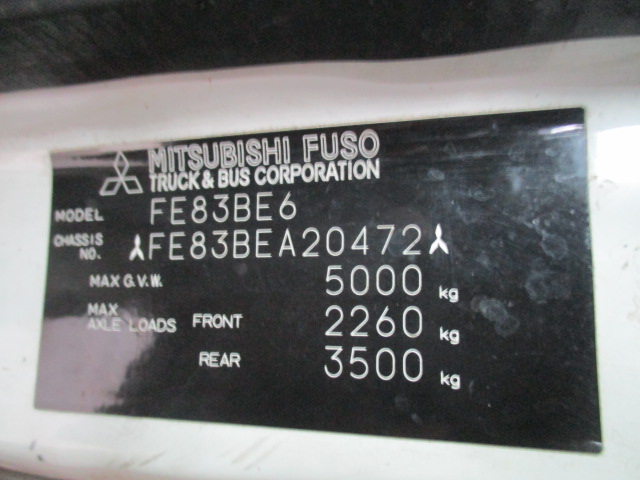 MITSUBISHI FUSO
TRUCK & BUS CORPORATION
MODEL FE83BE6
CHASSIS NO. FE83BEA20472
MAX G.V.W. 5000 kg
MAX AXLE LOADS FRONT 2260 kg
REAR 3500 kg